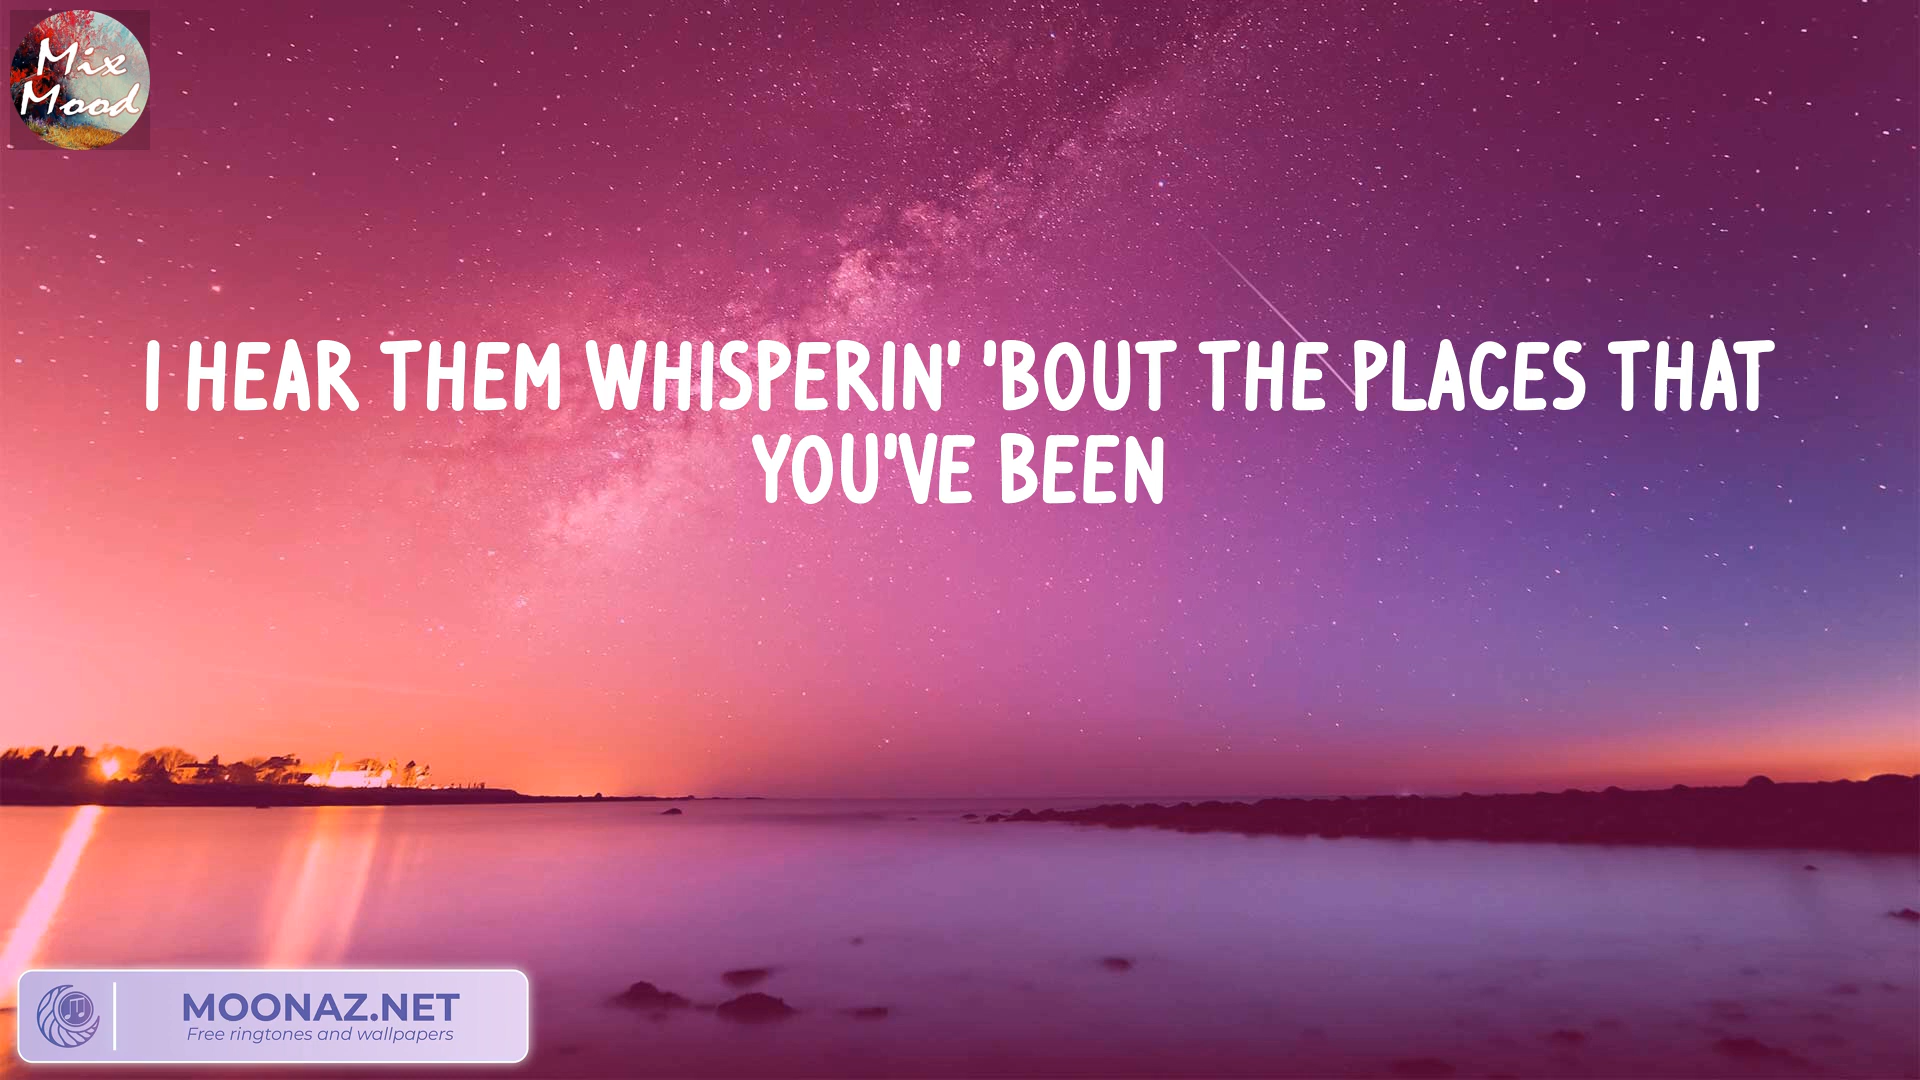 Mix
Mood
I HEAR THEM WHISPERIN' 'BOUT THE PLACES THAT
YOU'VE BEEN
MOONAZ.NET
Free ringtones and wallpapers